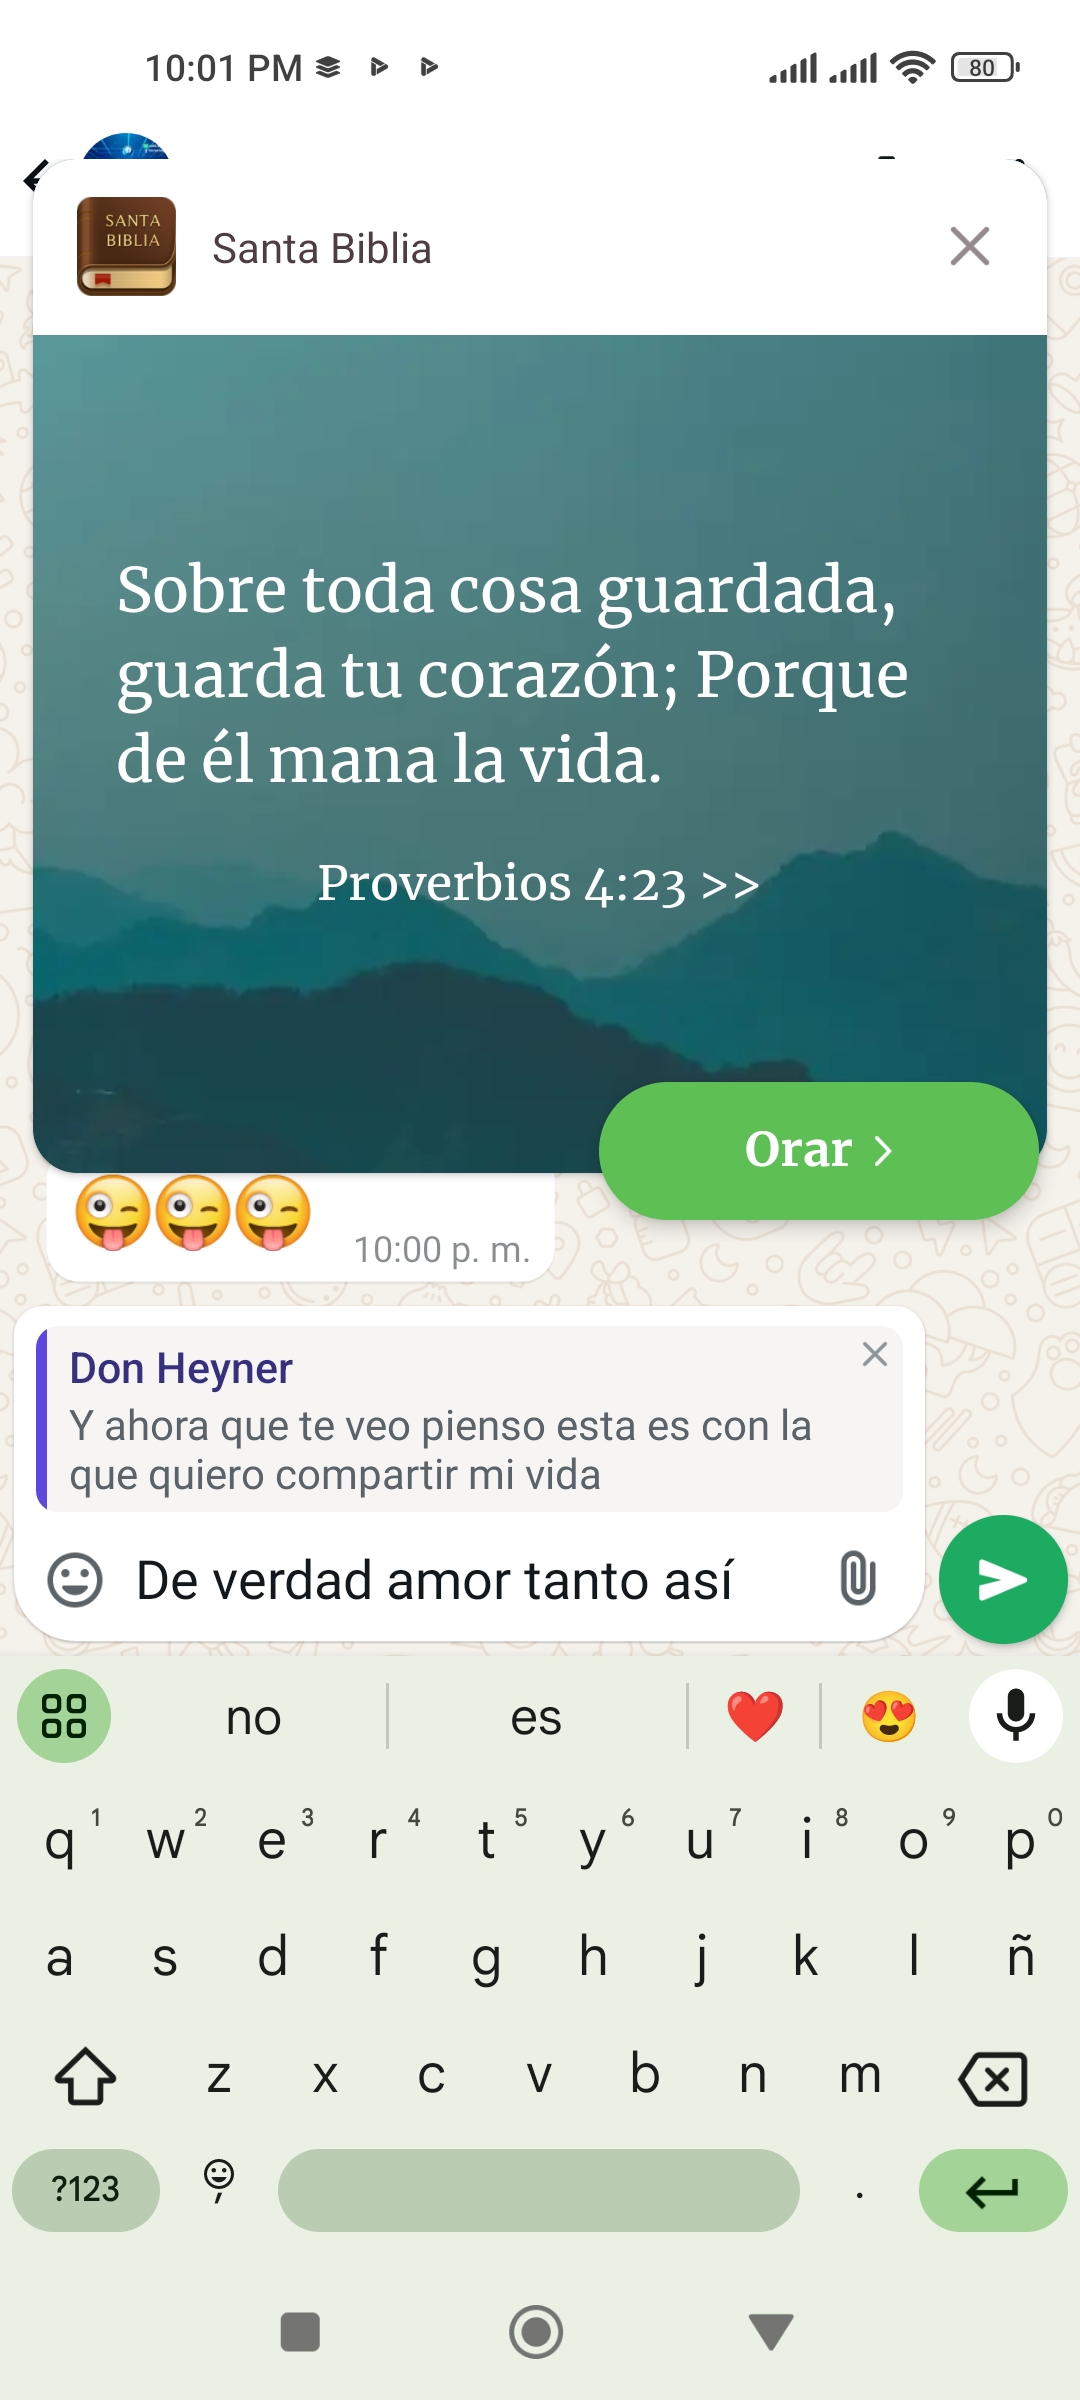 10:01 PM
80
SANTA
BIBLIA
Santa Biblia
Sobre toda cosa guardada,
guarda tu corazón; Porque
de él mana la vida.
Proverbios 4:23 >>
Orar >
😜😜😜
10:00 p. m.
Don Heyner
Y ahora que te veo pienso esta es con la
que quiero compartir mi vida
De verdad amor tanto así
no es ❤️ 😍
q 1 w 2 e 3 r 4 t 5 y 6 u 7 i 8 o 9 p 0
a s d f g h j k l ñ
z x c v b n m
?123 , .